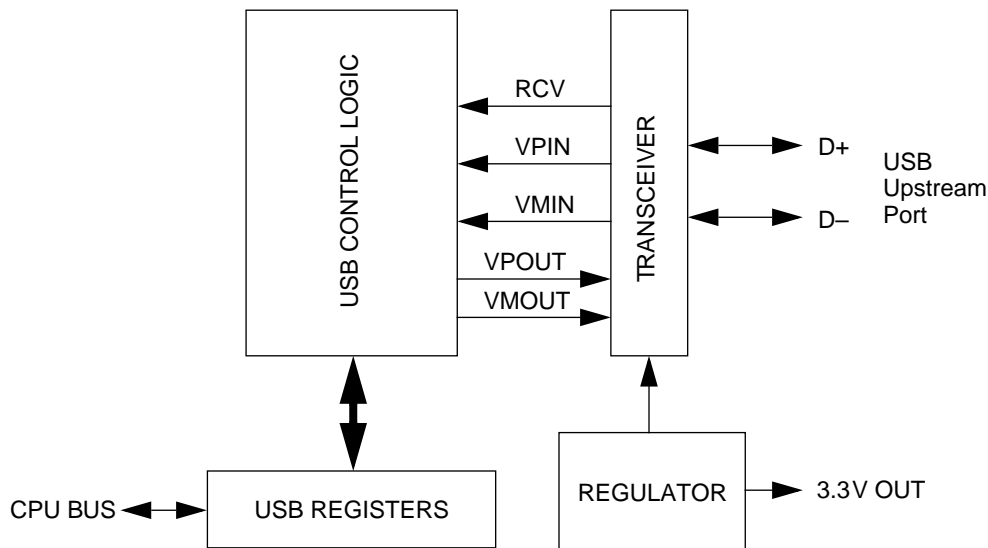 USB CONTROL LOGIC
RCV
VPIN
VMIN
VPOUT
VMOUT
TRANSCEIVER
D+
D–
USB
Upstream
Port
CPU BUS
USB REGISTERS
REGULATOR
3.3V OUT